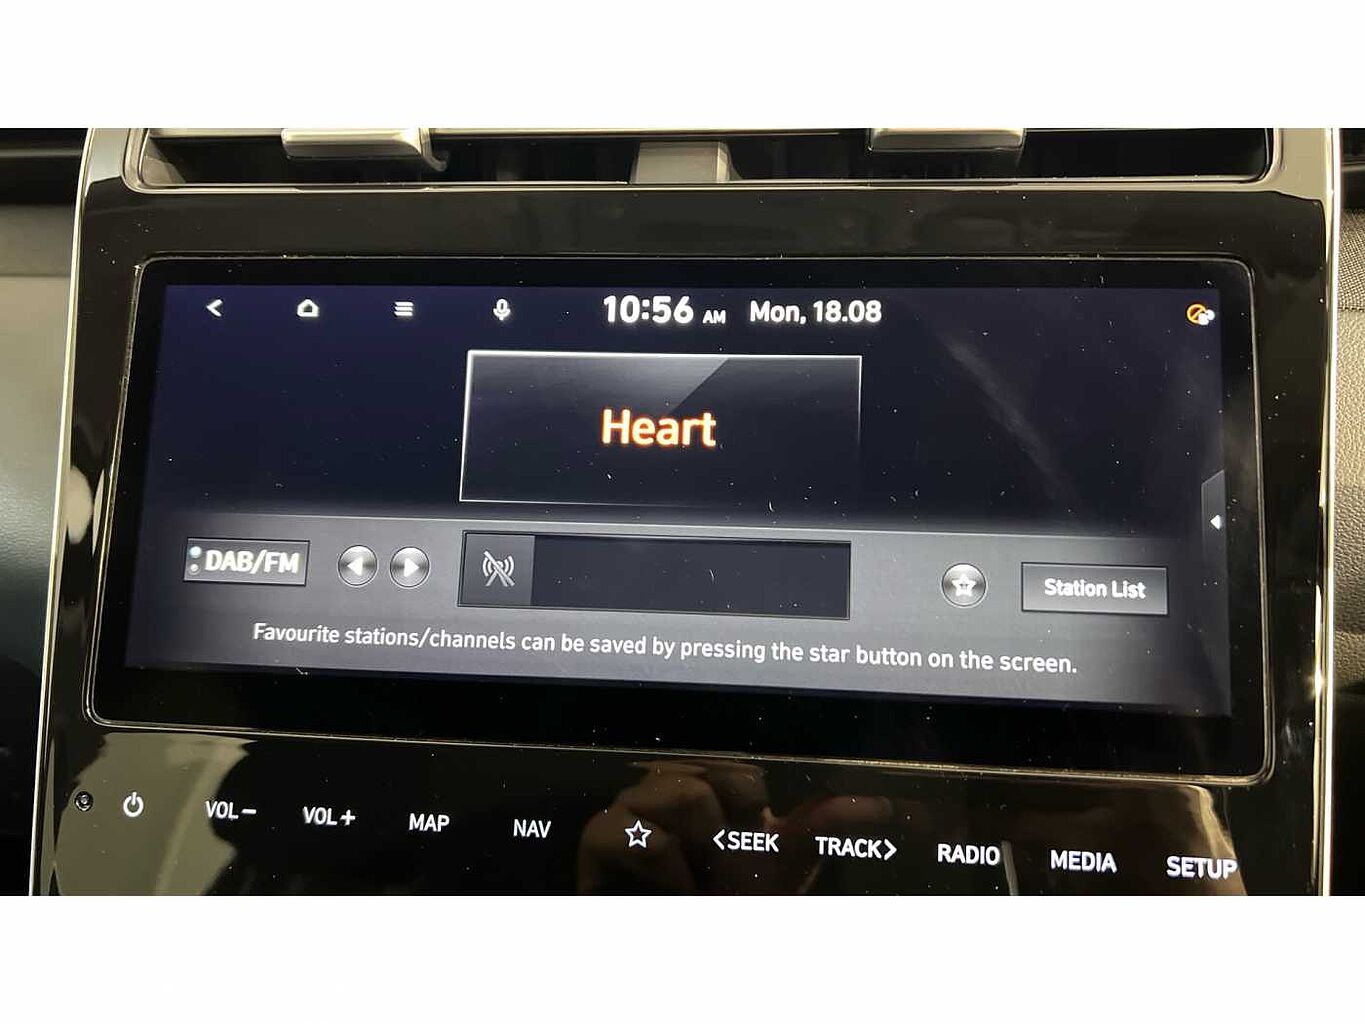 10:56 AM Mon, 18.08
Heart
DAB/FM
Station List
Favourite stations/channels can be saved by pressing the star button on the screen.
VOL− VOL+ MAP NAV <SEEK TRACK> RADIO MEDIA SETUP